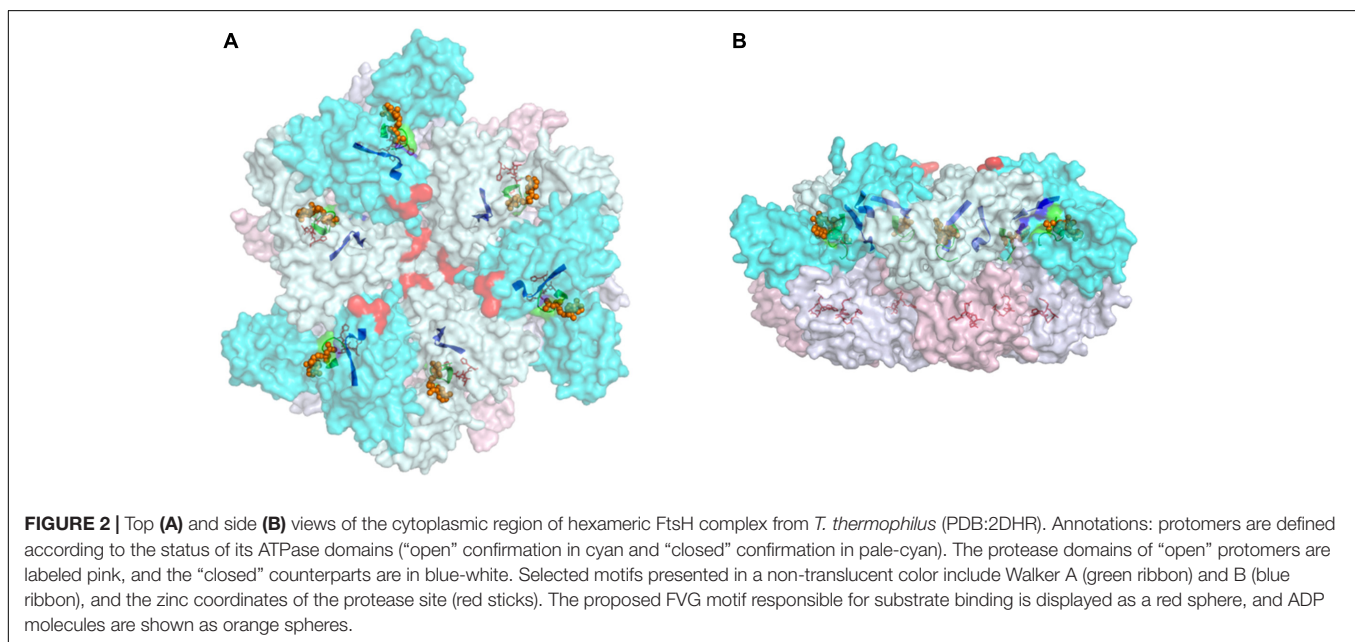 A
B
FIGURE 2 | Top (A) and side (B) views of the cytoplasmic region of hexameric FtsH complex from T. thermophilus (PDB:2DHR). Annotations: protomers are defined
according to the status of its ATPase domains (“open” confirmation in cyan and “closed” confirmation in pale-cyan). The protease domains of “open” protomers are
labeled pink, and the “closed” counterparts are in blue-white. Selected motifs presented in a non-translucent color include Walker A (green ribbon) and B (blue
ribbon), and the zinc coordinates of the protease site (red sticks). The proposed FVG motif responsible for substrate binding is displayed as a red sphere, and ADP
molecules are shown as orange spheres.